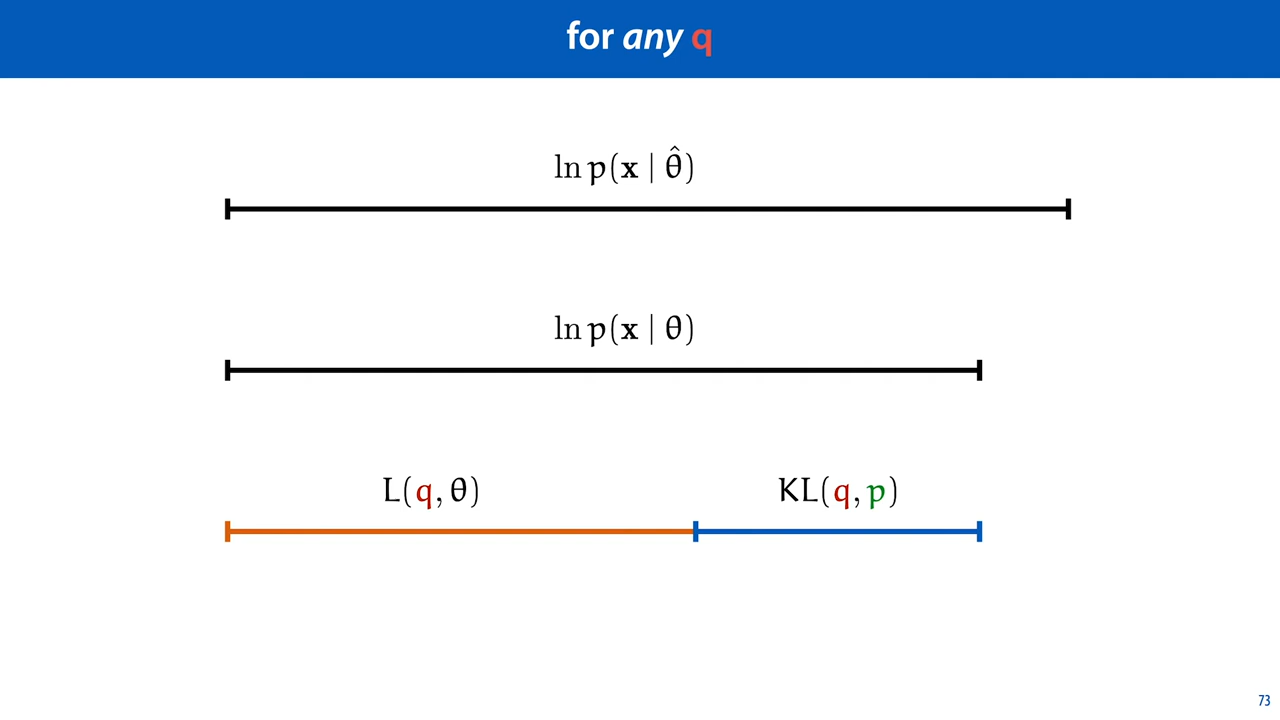 for any q
ln p(x | θ̂)
ln p(x | θ)
L(q, θ) KL(q, p)
73